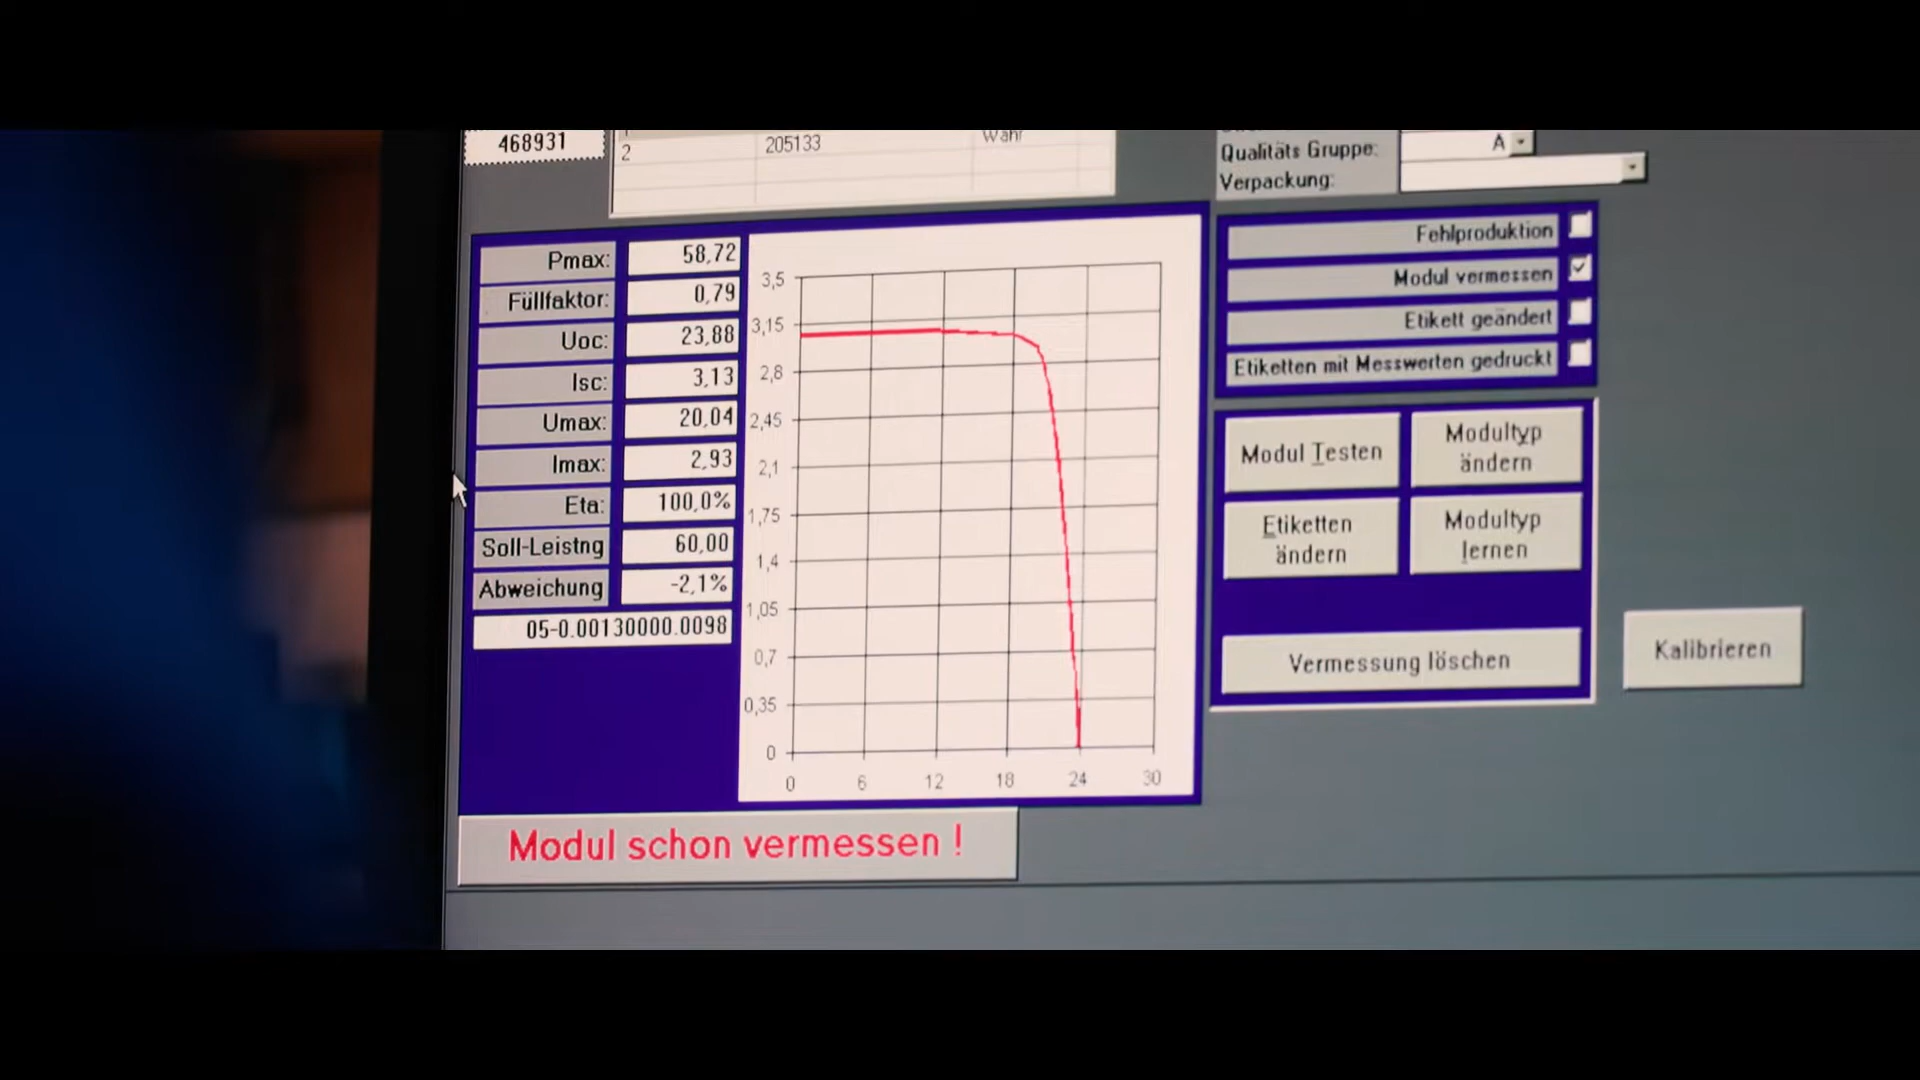 468931
2 205133 Wahr
Qualitäts Gruppe: A
Verpackung:
Pmax: 58,72
Füllfaktor: 0,79
Uoc: 23,88
Isc: 3,13
Umax: 20,04
Imax: 2,93
Eta: 100,0%
Soll-Leistng 60,00
Abweichung -2,1%
05-0.00130000.0098
3,5
3,15
2,8
2,45
2,1
1,75
1,4
1,05
0,7
0,35
0
0 6 12 18 24 30
Fehlproduktion
Modul vermessen
Etikett geändert
Etiketten mit Messwerten gedruckt
Modul Testen
Modultyp
ändern
Etiketten
ändern
Modultyp
lernen
Vermessung löschen
Kalibrieren
Modul schon vermessen !